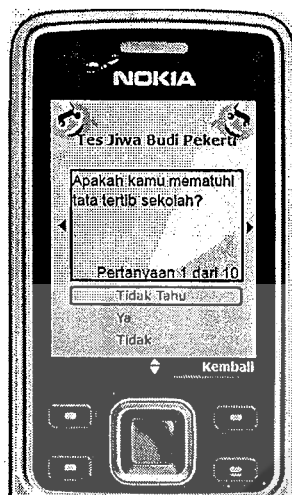 NOKIA
Tes Jiwa Budi Pekerti
Apakah kamu mematuhi
tata tertib sekolah?
Pertanyaan 1 dari 10
Tidak Tahu
Ya
Tidak
Kembali